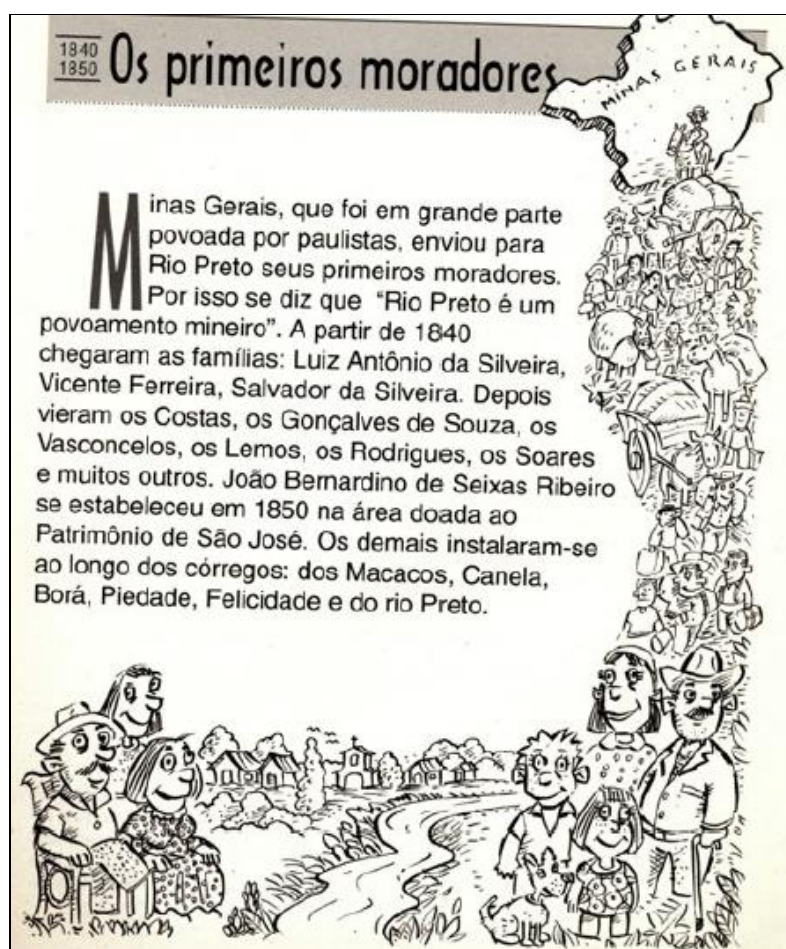 1840
1850
Os primeiros moradores
MINAS GERAIS
Minas Gerais, que foi em grande parte
povoada por paulistas, enviou para
Rio Preto seus primeiros moradores.
Por isso se diz que "Rio Preto é um
povoamento mineiro". A partir de 1840
chegaram as famílias: Luiz Antônio da Silveira,
Vicente Ferreira, Salvador da Silveira. Depois
vieram os Costas, os Gonçalves de Souza, os
Vasconcelos, os Lemos, os Rodrigues, os Soares
e muitos outros. João Bernardino de Seixas Ribeiro
se estabeleceu em 1850 na área doada ao
Patrimônio de São José. Os demais instalaram-se
ao longo dos córregos: dos Macacos, Canela,
Borá, Piedade, Felicidade e do rio Preto.